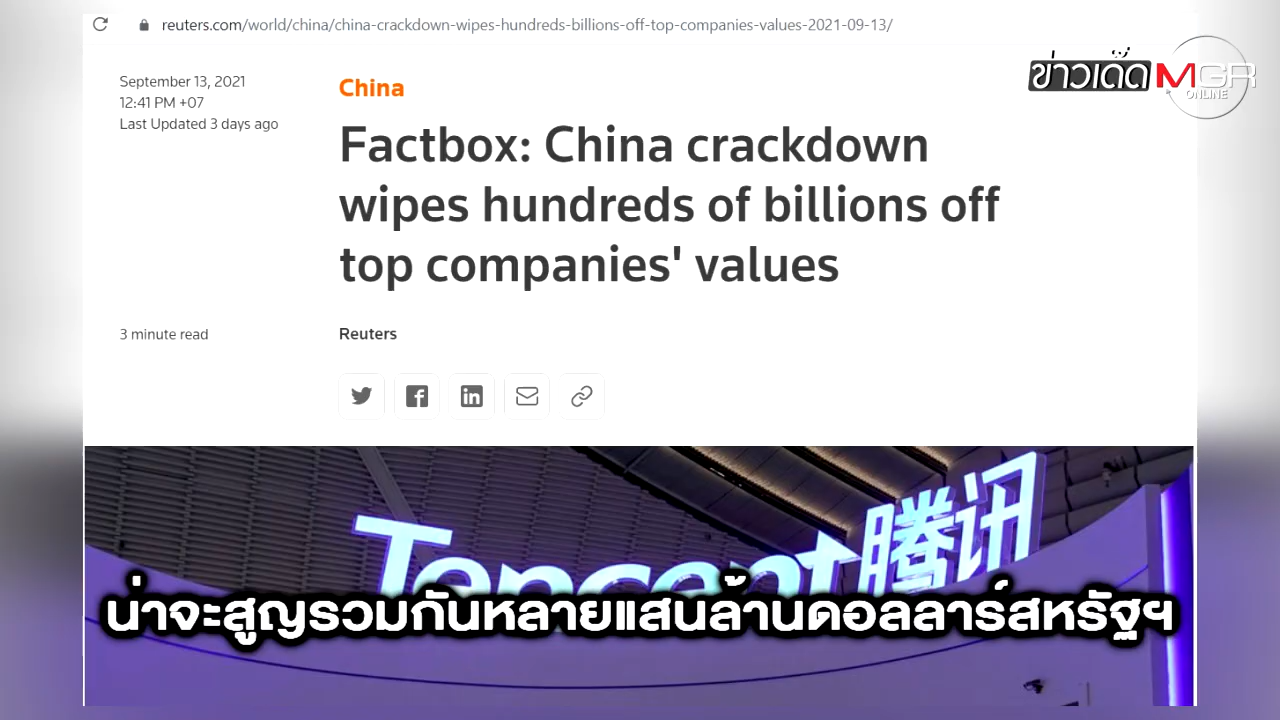 reuters.com/world/china/china-crackdown-wipes-hundreds-billions-off-top-companies-values-2021-09-13/
ข่าวเด็ด MGR
ONLINE
September 13, 2021
12:41 PM +07
Last Updated 3 days ago
China
Factbox: China crackdown
wipes hundreds of billions off
top companies' values
3 minute read
Reuters
Tencent 腾讯
น่าจะสูญรวมกันหลายแสนล้านดอลลาร์สหรัฐฯ